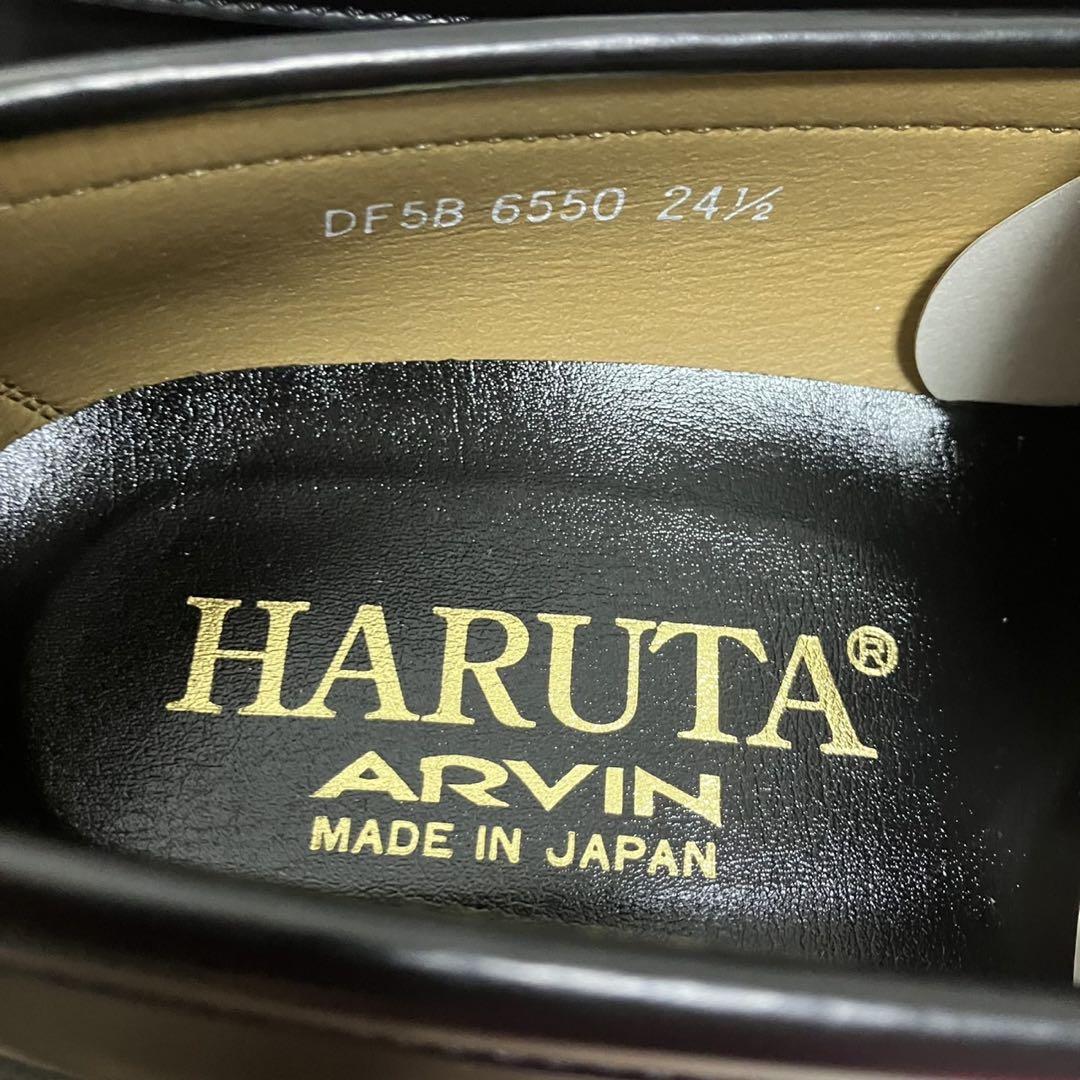 DF5B 6550 24½
HARUTA®
ARVIN
MADE IN JAPAN